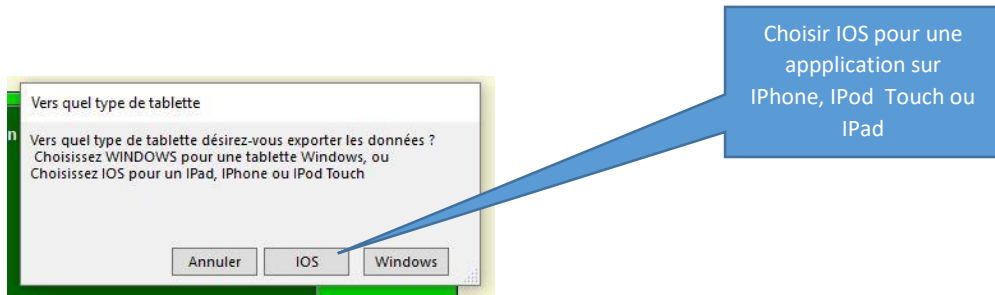 Choisir IOS pour une
appplication sur
IPhone, IPod Touch ou
IPad
Vers quel type de tablette
n
Vers quel type de tablette désirez-vous exporter les données ?
Choisissez WINDOWS pour une tablette Windows, ou
Choisissez IOS pour un IPad, IPhone ou IPod Touch
Annuler IOS Windows